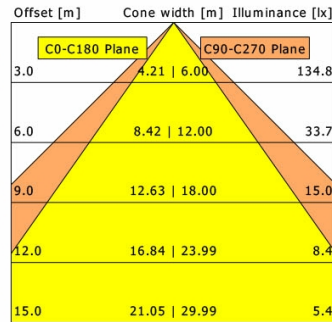 Offset [m] Cone width [m] Illuminance [lx]
C0-C180 Plane C90-C270 Plane
3.0 4.21 | 6.00 134.8
6.0 8.42 | 12.00 33.7
9.0 12.63 | 18.00 15.0
12.0 16.84 | 23.99 8.4
15.0 21.05 | 29.99 5.4